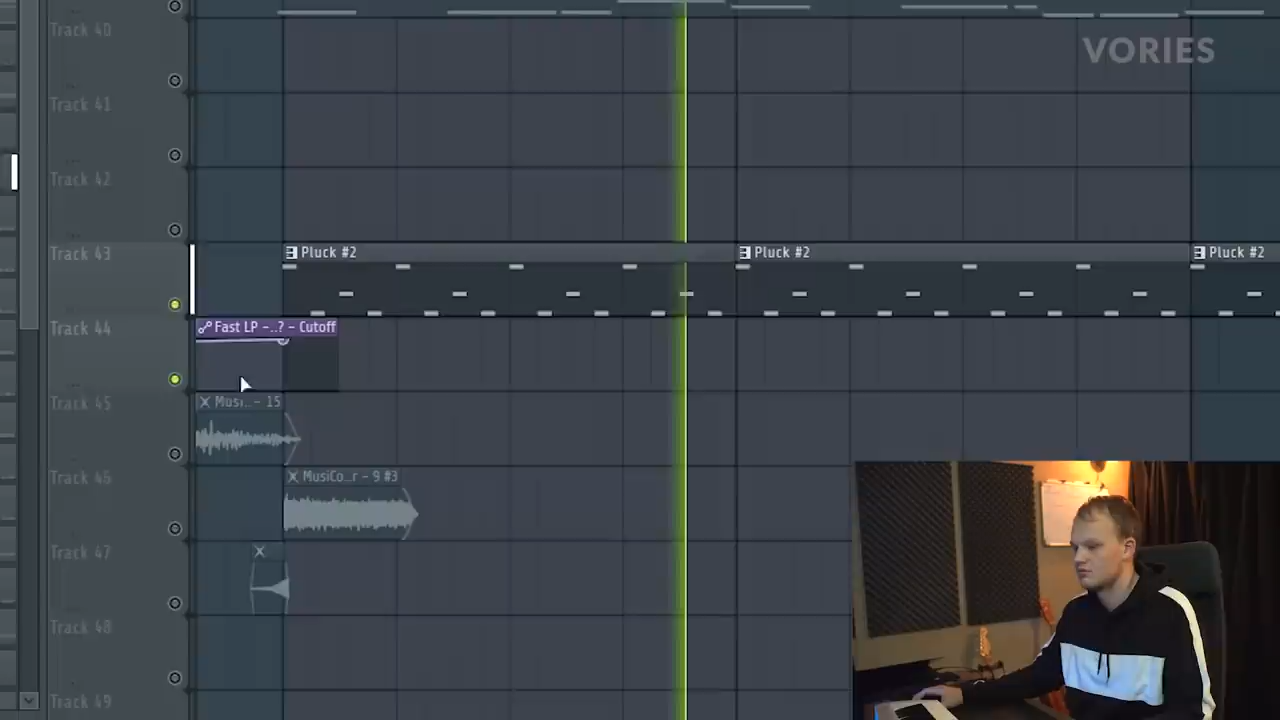 Track 40
VORIES
Track 41
Track 42
Track 43
Pluck #2
Pluck #2
Pluck #2
Track 44
Fast LP -..? - Cutoff
Track 45
Musi.. - 15
Track 46
MusiCo..r - 9 #3
Track 47
Track 48
Track 49